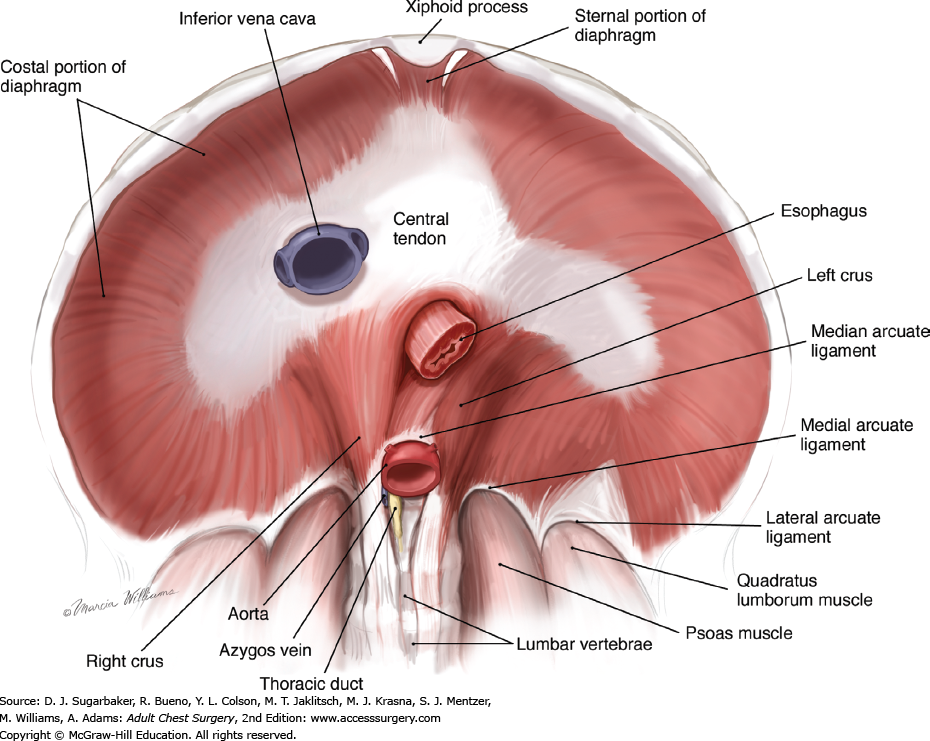 Xiphoid process
Inferior vena cava
Sternal portion of
diaphragm
Costal portion of
diaphragm
Central
tendon
Esophagus
Left crus
Median arcuate
ligament
Medial arcuate
ligament
Lateral arcuate
ligament
Quadratus
lumborum muscle
Psoas muscle
Lumbar vertebrae
© Marcia Williams
Aorta
Azygos vein
Right crus
Thoracic duct
Source: D. J. Sugarbaker, R. Bueno, Y. L. Colson, M. T. Jaklitsch, M. J. Krasna, S. J. Mentzer,
M. Williams, A. Adams: Adult Chest Surgery, 2nd Edition: www.accesssurgery.com
Copyright © McGraw-Hill Education. All rights reserved.